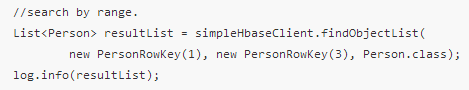 //search by range.
List<Person> resultList = simpleHbaseClient.findObjectList(
new PersonRowKey(1), new PersonRowKey(3), Person.class);
log.info(resultList);